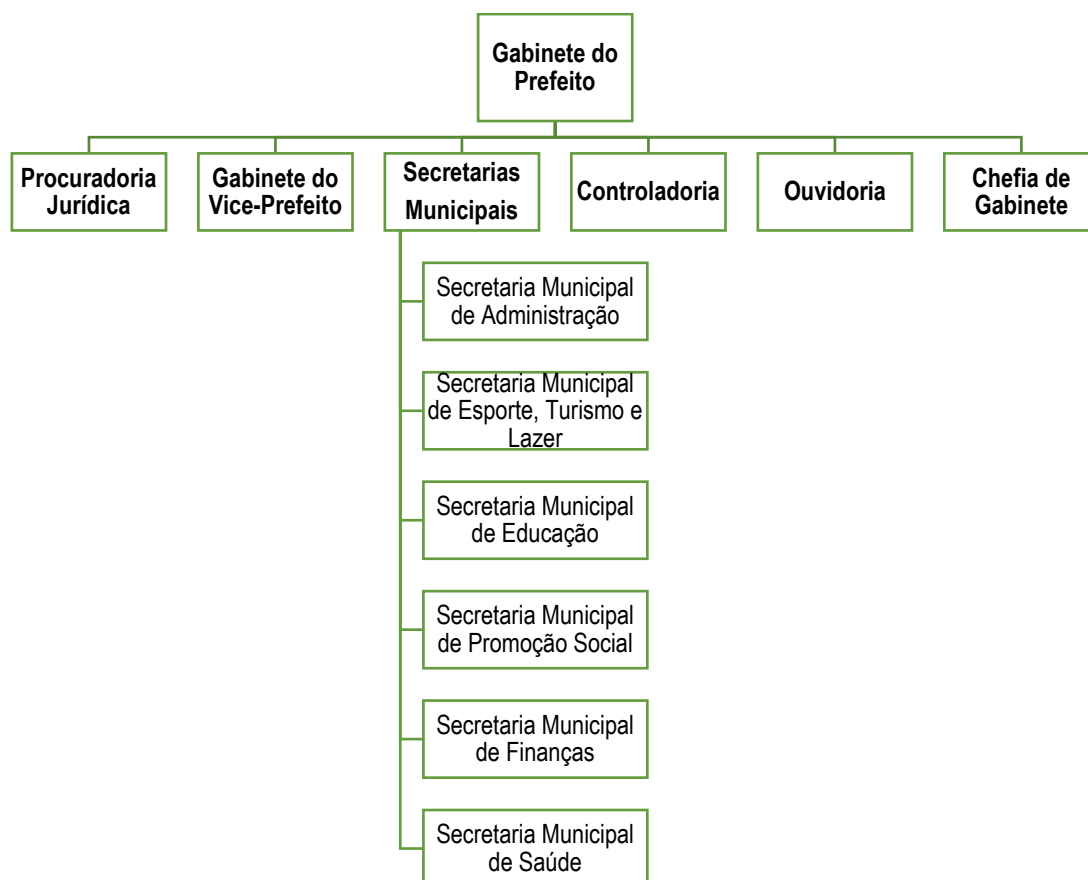 Gabinete do
Prefeito
Procuradoria
Jurídica
Gabinete do
Vice-Prefeito
Secretarias
Municipais
Controladoria
Ouvidoria
Chefia de
Gabinete
Secretaria Municipal
de Administração
Secretaria Municipal
de Esporte, Turismo e
Lazer
Secretaria Municipal
de Educação
Secretaria Municipal
de Promoção Social
Secretaria Municipal
de Finanças
Secretaria Municipal
de Saúde